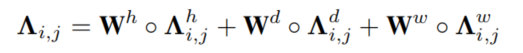 𝚲_{i,j} = 𝐖^h ∘ 𝚲^h_{i,j} + 𝐖^d ∘ 𝚲^d_{i,j} + 𝐖^w ∘ 𝚲^w_{i,j}